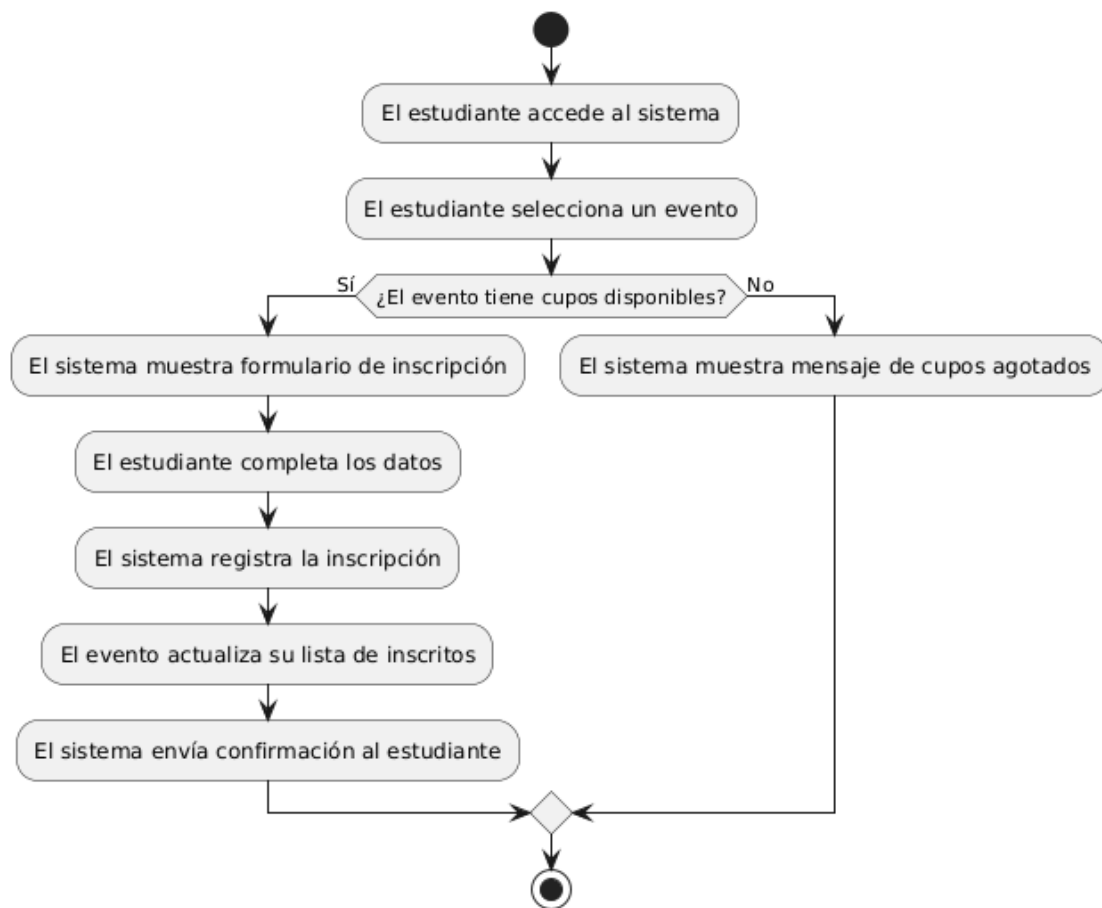 El estudiante accede al sistema
El estudiante selecciona un evento
Sí
¿El evento tiene cupos disponibles?
No
El sistema muestra formulario de inscripción
El sistema muestra mensaje de cupos agotados
El estudiante completa los datos
El sistema registra la inscripción
El evento actualiza su lista de inscritos
El sistema envía confirmación al estudiante